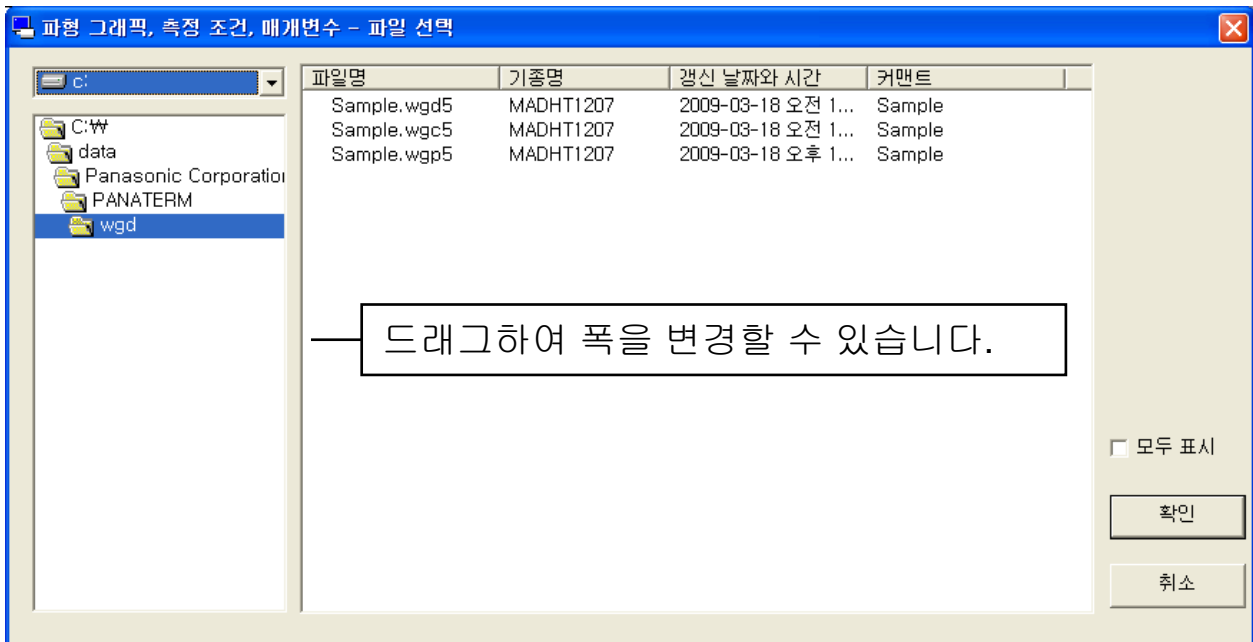 파형 그래픽, 측정 조건, 매개변수 - 파일 선택
c:
파일명 기종명 갱신 날짜와 시간 커맨트
Sample.wgd5 MADHT1207 2009-03-18 오전 1... Sample
Sample.wgc5 MADHT1207 2009-03-18 오전 1... Sample
Sample.wgp5 MADHT1207 2009-03-18 오후 1... Sample
C:₩
data
Panasonic Corporation
PANATERM
wgd
드래그하여 폭을 변경할 수 있습니다.
모두 표시
확인
취소